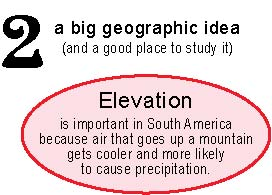 2
a big geographic idea
(and a good place to study it)
Elevation
is important in South America
because air that goes up a mountain
gets cooler and more likely
to cause precipitation.